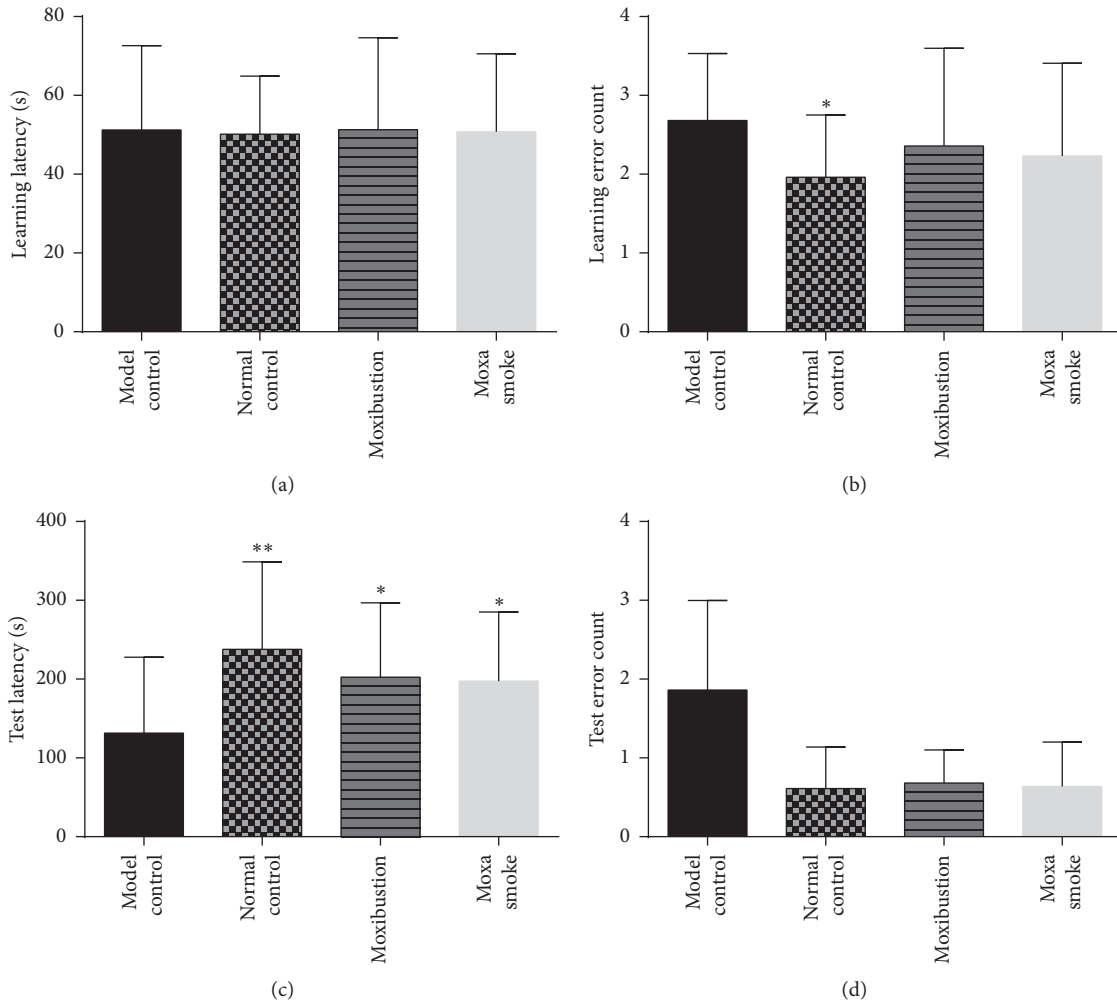 80
60
40
20
0
Learning latency (s)
Model
control
Normal
control
Moxibustion
Moxa
smoke
(a)
4
3
2
1
0
Learning error count
*
Model
control
Normal
control
Moxibustion
Moxa
smoke
(b)
400
300
200
100
0
Test latency (s)
**
*
*
Model
control
Normal
control
Moxibustion
Moxa
smoke
(c)
4
3
2
1
0
Test error count
Model
control
Normal
control
Moxibustion
Moxa
smoke
(d)